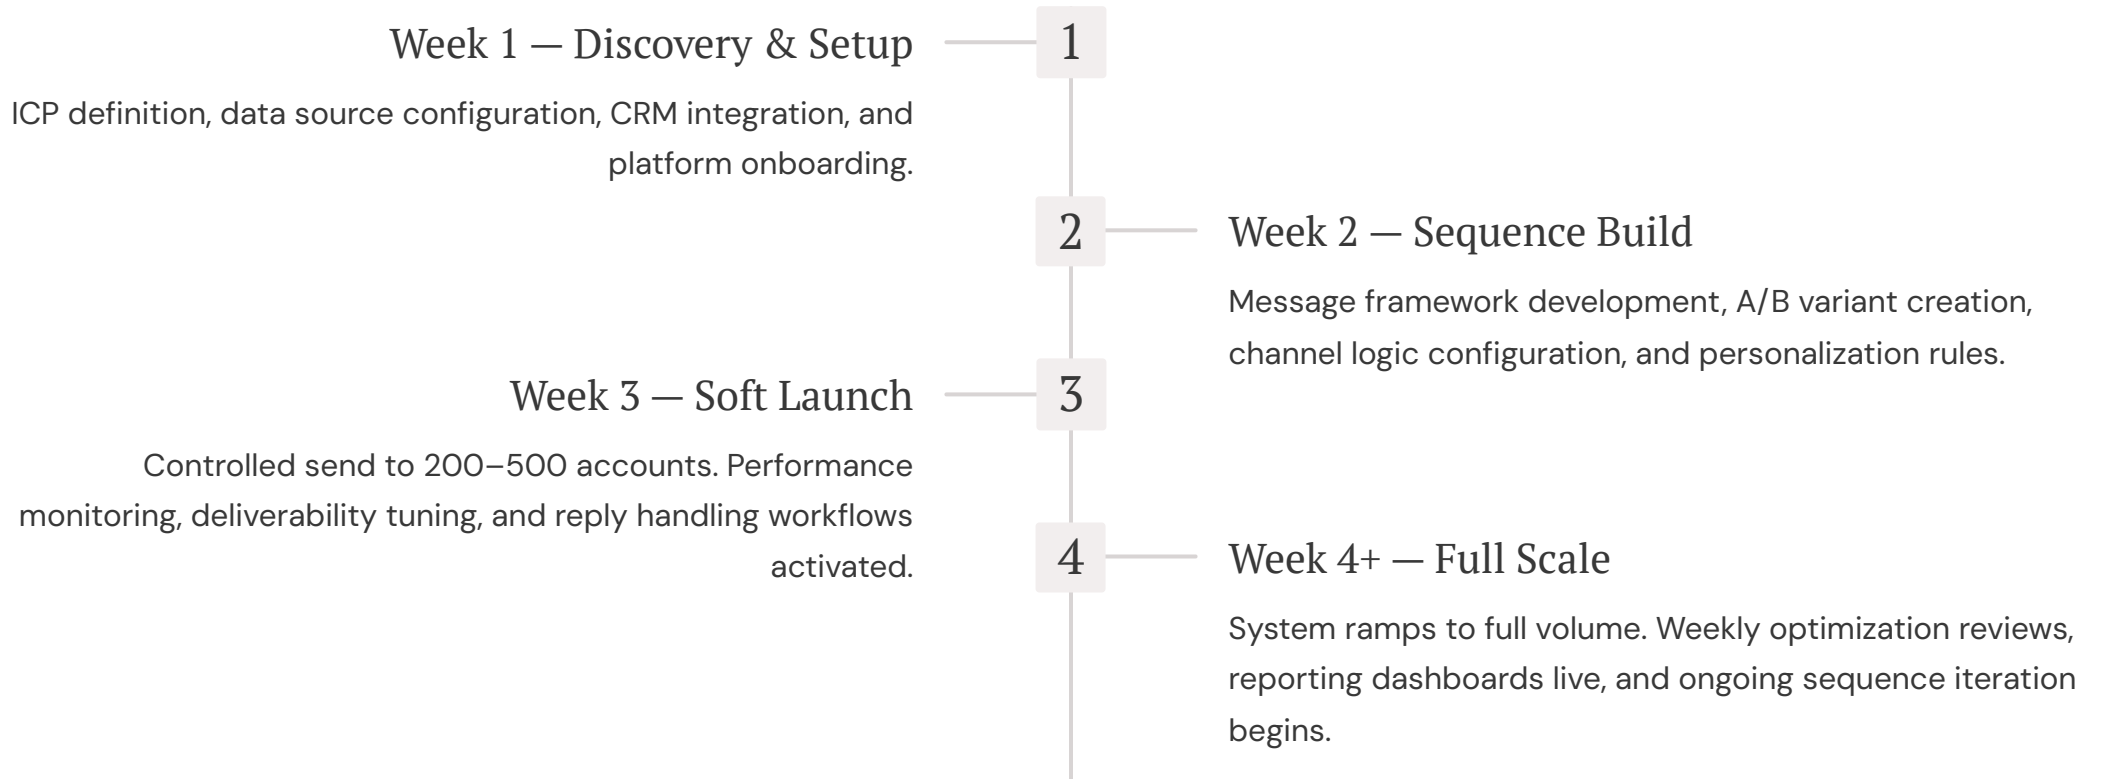 Week 1 — Discovery & Setup
1
ICP definition, data source configuration, CRM integration, and
platform onboarding.
2
Week 2 — Sequence Build
Message framework development, A/B variant creation,
channel logic configuration, and personalization rules.
Week 3 — Soft Launch
3
Controlled send to 200–500 accounts. Performance
monitoring, deliverability tuning, and reply handling workflows
activated.
4
Week 4+ — Full Scale
System ramps to full volume. Weekly optimization reviews,
reporting dashboards live, and ongoing sequence iteration
begins.